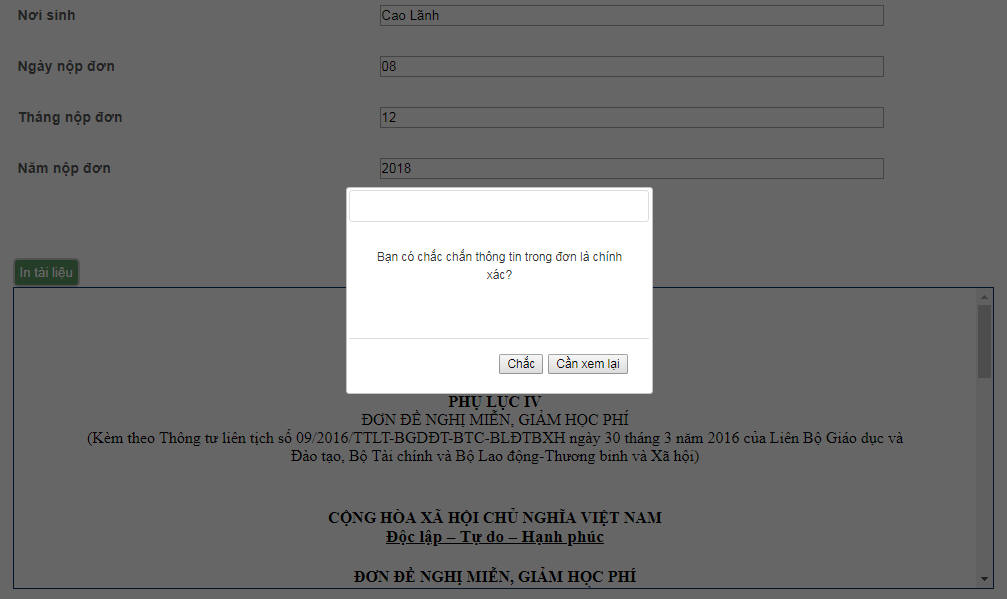 Nơi sinh
Cao Lãnh
Ngày nộp đơn
08
Tháng nộp đơn
12
Năm nộp đơn
2018
Bạn có chắc chắn thông tin trong đơn là chính
xác?
Chắc
Cần xem lại
In tài liệu
PHỤ LỤC IV
ĐƠN ĐỀ NGHỊ MIỄN, GIẢM HỌC PHÍ
(Kèm theo Thông tư liên tịch số 09/2016/TTLT-BGDĐT-BTC-BLĐTBXH ngày 30 tháng 3 năm 2016 của Liên Bộ Giáo dục và
Đào tạo, Bộ Tài chính và Bộ Lao động-Thương binh và Xã hội)
CỘNG HÒA XÃ HỘI CHỦ NGHĨA VIỆT NAM
Độc lập – Tự do – Hạnh phúc
ĐƠN ĐỀ NGHỊ MIỄN, GIẢM HỌC PHÍ